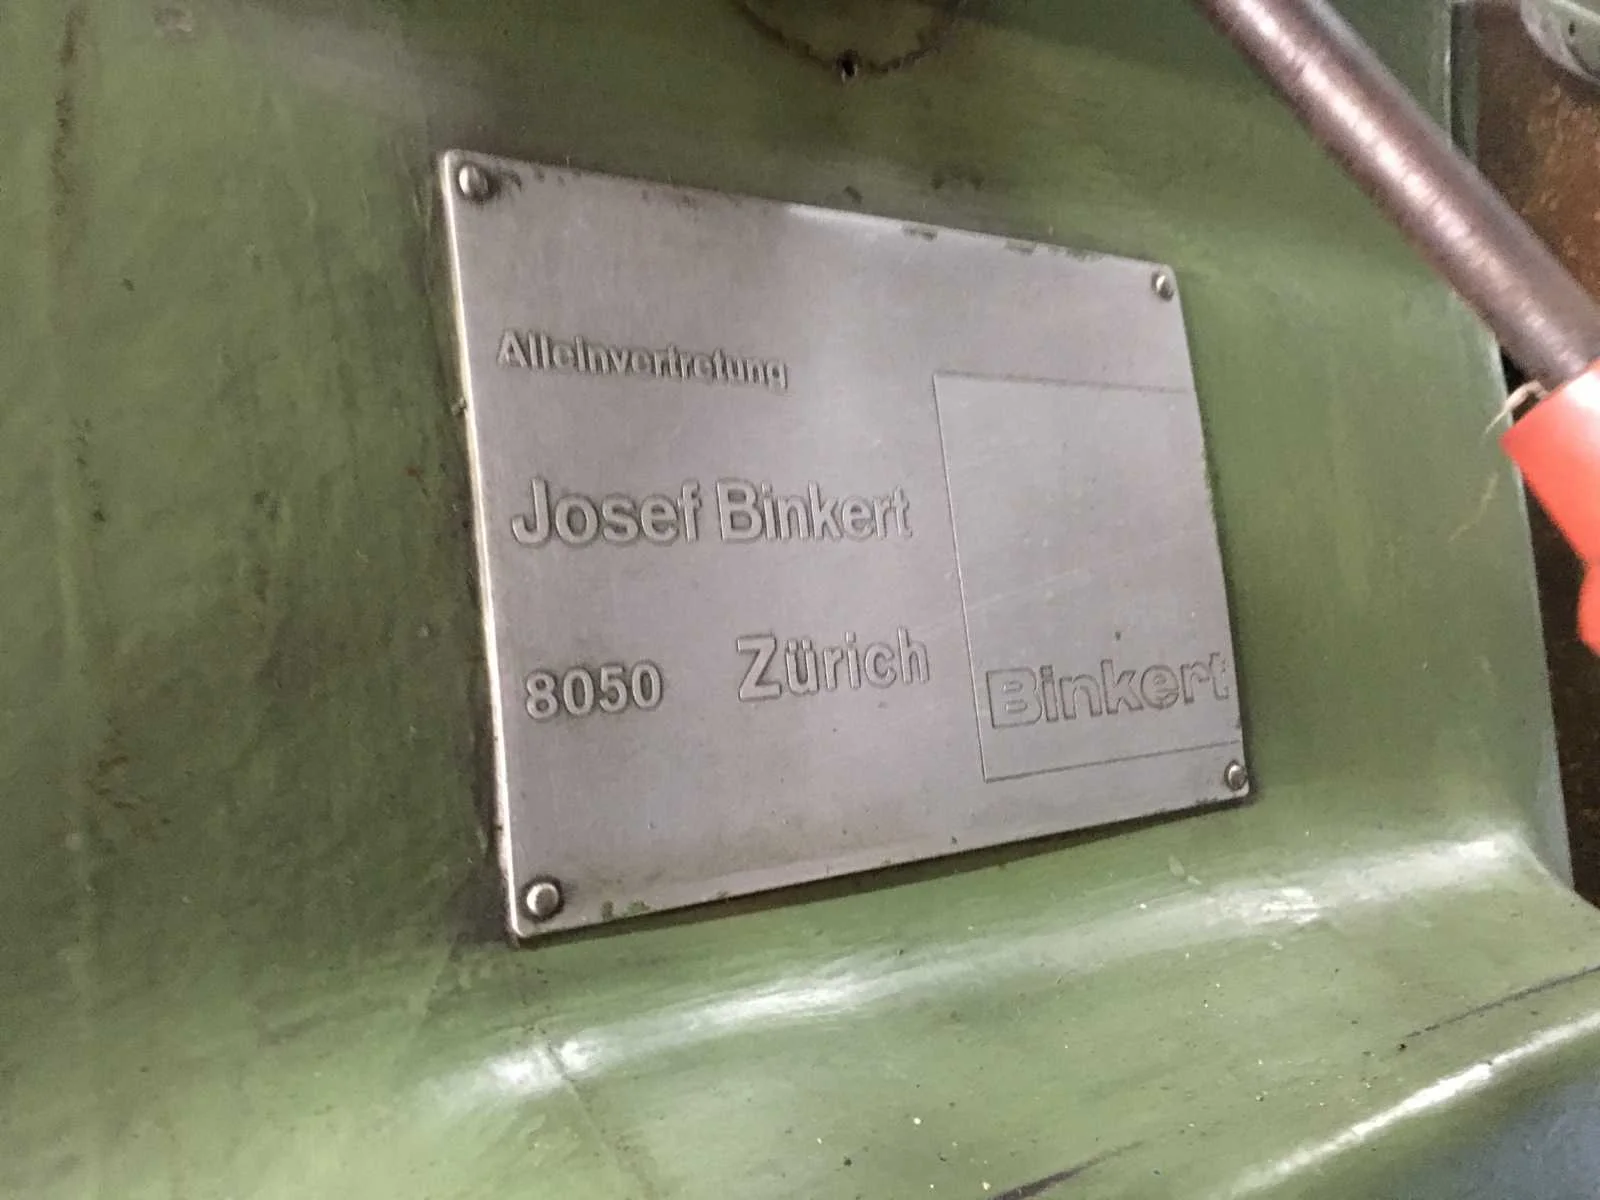 Alleinvertretung
Josef Binkert
8050 Zürich
Binkert